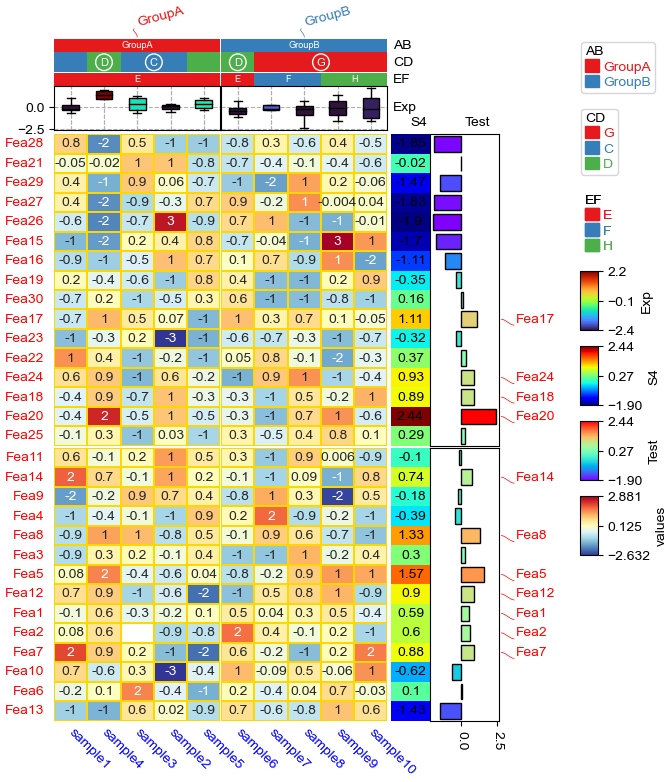 GroupA
GroupB
GroupA GroupB AB
D C D G CD
E E F H EF
0.0
-2.5
Exp
S4 Test
Fea28 0.8 -2 0.5 -1 -1 -0.8 0.3 -0.6 0.4 -0.5 -1.85
Fea21 -0.05 -0.02 1 1 -0.8 -0.7 -0.4 -0.1 -0.4 -0.6 -0.02
Fea29 0.4 -1 0.9 0.06 -0.7 -1 -2 1 0.2 -0.06 -1.47
Fea27 0.4 -2 -0.9 -0.3 0.7 0.9 -0.2 1 -0.004 0.04 -1.83
Fea26 -0.6 -2 -0.7 3 -0.9 0.7 1 -1 -1 -0.01 -1.9
Fea15 -1 -2 0.2 0.4 0.8 -0.7 -0.04 -1 3 1 -1.7
Fea16 -0.9 -1 -0.5 1 0.7 0.1 0.7 -0.9 1 -2 -1.11
Fea19 0.2 -0.4 -0.6 -1 0.8 0.4 -1 -1 0.2 0.9 -0.35
Fea30 -0.7 0.2 -1 -0.5 0.3 0.6 -1 -1 -0.8 -1 0.16
Fea17 -0.7 1 0.5 0.07 -1 1 0.3 0.7 0.1 -0.05 1.11 Fea17
Fea23 -1 -0.3 0.2 -3 -1 -0.6 -0.7 -0.3 -1 -0.7 -0.32
Fea22 1 0.4 -1 -0.2 -1 0.05 0.8 -0.1 -2 -0.3 0.37
Fea24 0.6 0.9 -1 0.6 -0.2 -1 0.9 1 -1 -0.4 0.93 Fea24
Fea18 -0.4 0.9 -0.7 1 -0.3 -0.3 -1 0.5 -0.2 1 0.89 Fea18
Fea20 -0.4 2 -0.5 1 -0.5 -0.3 -1 0.7 1 -0.6 2.44 Fea20
Fea25 -0.1 0.3 -1 0.03 -1 0.3 -0.5 0.4 0.8 0.1 0.29
Fea11 0.6 -0.1 0.2 1 0.5 0.3 -1 0.9 0.006 -0.9 -0.1
Fea14 2 0.7 -0.1 1 0.2 -0.1 -1 0.09 -1 0.8 0.74 Fea14
Fea9 -2 -0.2 0.9 0.7 0.4 -0.8 1 0.3 -2 0.5 -0.18
Fea4 -1 -0.4 -0.1 -1 0.9 0.6 2 -0.9 -0.2 -1 -0.39
Fea8 -0.9 1 1 -0.8 0.5 -0.1 0.9 0.6 -0.7 -1 1.33 Fea8
Fea3 -0.9 0.3 0.2 -0.1 0.4 -1 -1 1 -0.2 0.4 0.3
Fea5 0.08 2 -0.4 -0.6 0.04 -0.8 -0.2 0.9 1 1 1.57 Fea5
Fea12 0.7 0.9 -1 -0.6 -2 -1 0.5 0.8 1 -0.9 0.9 Fea12
Fea1 -0.1 0.6 -0.3 -0.2 0.1 0.5 0.04 0.3 0.5 -0.4 0.59 Fea1
Fea2 0.08 0.6 -0.9 -0.8 2 0.4 -0.1 0.2 -1 0.6 Fea2
Fea7 2 0.9 0.2 -1 -2 0.6 -0.2 -1 0.2 2 0.88 Fea7
Fea10 0.7 -0.6 0.3 -3 -0.4 1 -0.09 0.5 -0.06 1 -0.62
Fea6 -0.2 0.1 2 -0.4 -1 0.2 -0.4 0.04 0.7 -0.03 0.1
Fea13 -1 -1 0.6 0.02 -0.9 0.7 -0.6 -0.8 1 0.6 -1.43
sample1 sample4 sample3 sample2 sample5 sample6 sample7 sample8 sample9 sample10
0.0 2.5
AB
GroupA
GroupB
CD
G
C
D
EF
E
F
H
2.2
-0.1
-2.4
Exp
2.44
0.27
-1.90
S4
2.44
0.27
-1.90
Test
2.881
0.125
-2.632
values